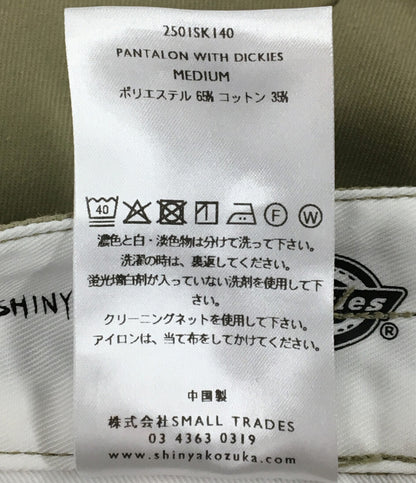 2501SK140
PANTALON WITH DICKIES
MEDIUM
ポリエステル 65% コットン 35%
40 F W
濃色と白・淡色物は分けて洗って下さい。
洗濯の時は、裏返してください。
蛍光増白剤が入っていない洗剤を使用して下さい。
クリーニングネットを使用して下さい。
アイロンは、当て布をしてかけて下さい。
SHINY
ies®
中国製
株式会社SMALL TRADES
03 4363 0319
www.shinyakozuka.com